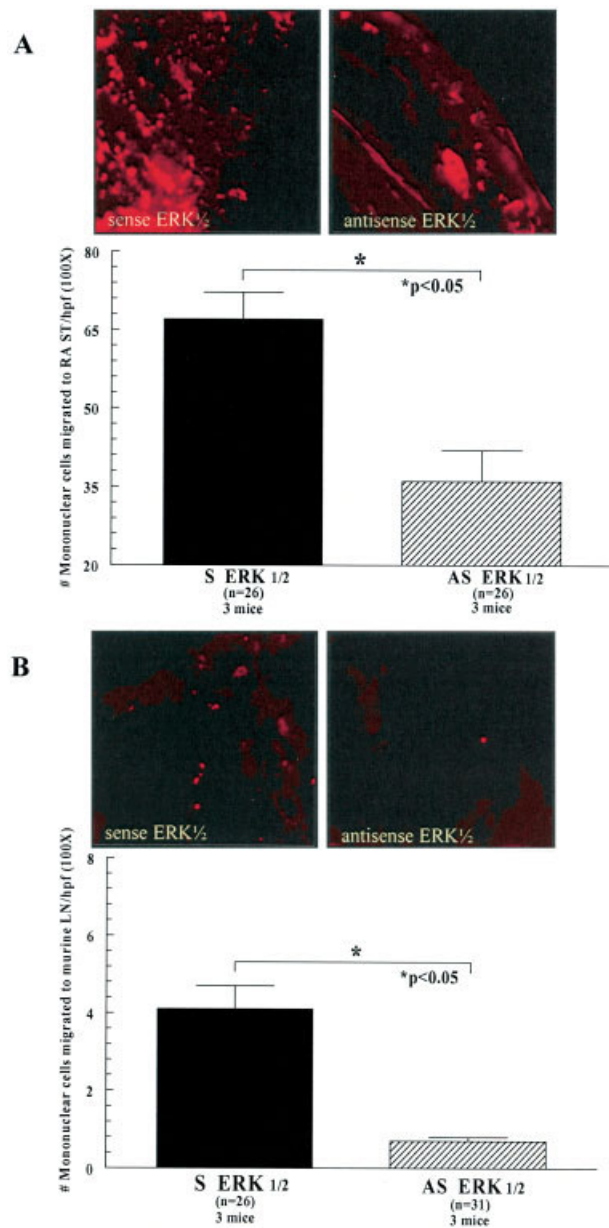 A
sense ERK½
antisense ERK½
# Mononuclear cells migrated to RA ST/hpf (100X)
80
65
50
35
20
*
*p<0.05
S ERK 1/2
(n=26)
3 mice
AS ERK 1/2
(n=26)
3 mice
B
sense ERK½
antisense ERK½
# Mononuclear cells migrated to murine LN/hpf (100X)
8
6
4
2
0
*
*p<0.05
S ERK 1/2
(n=26)
3 mice
AS ERK 1/2
(n=31)
3 mice